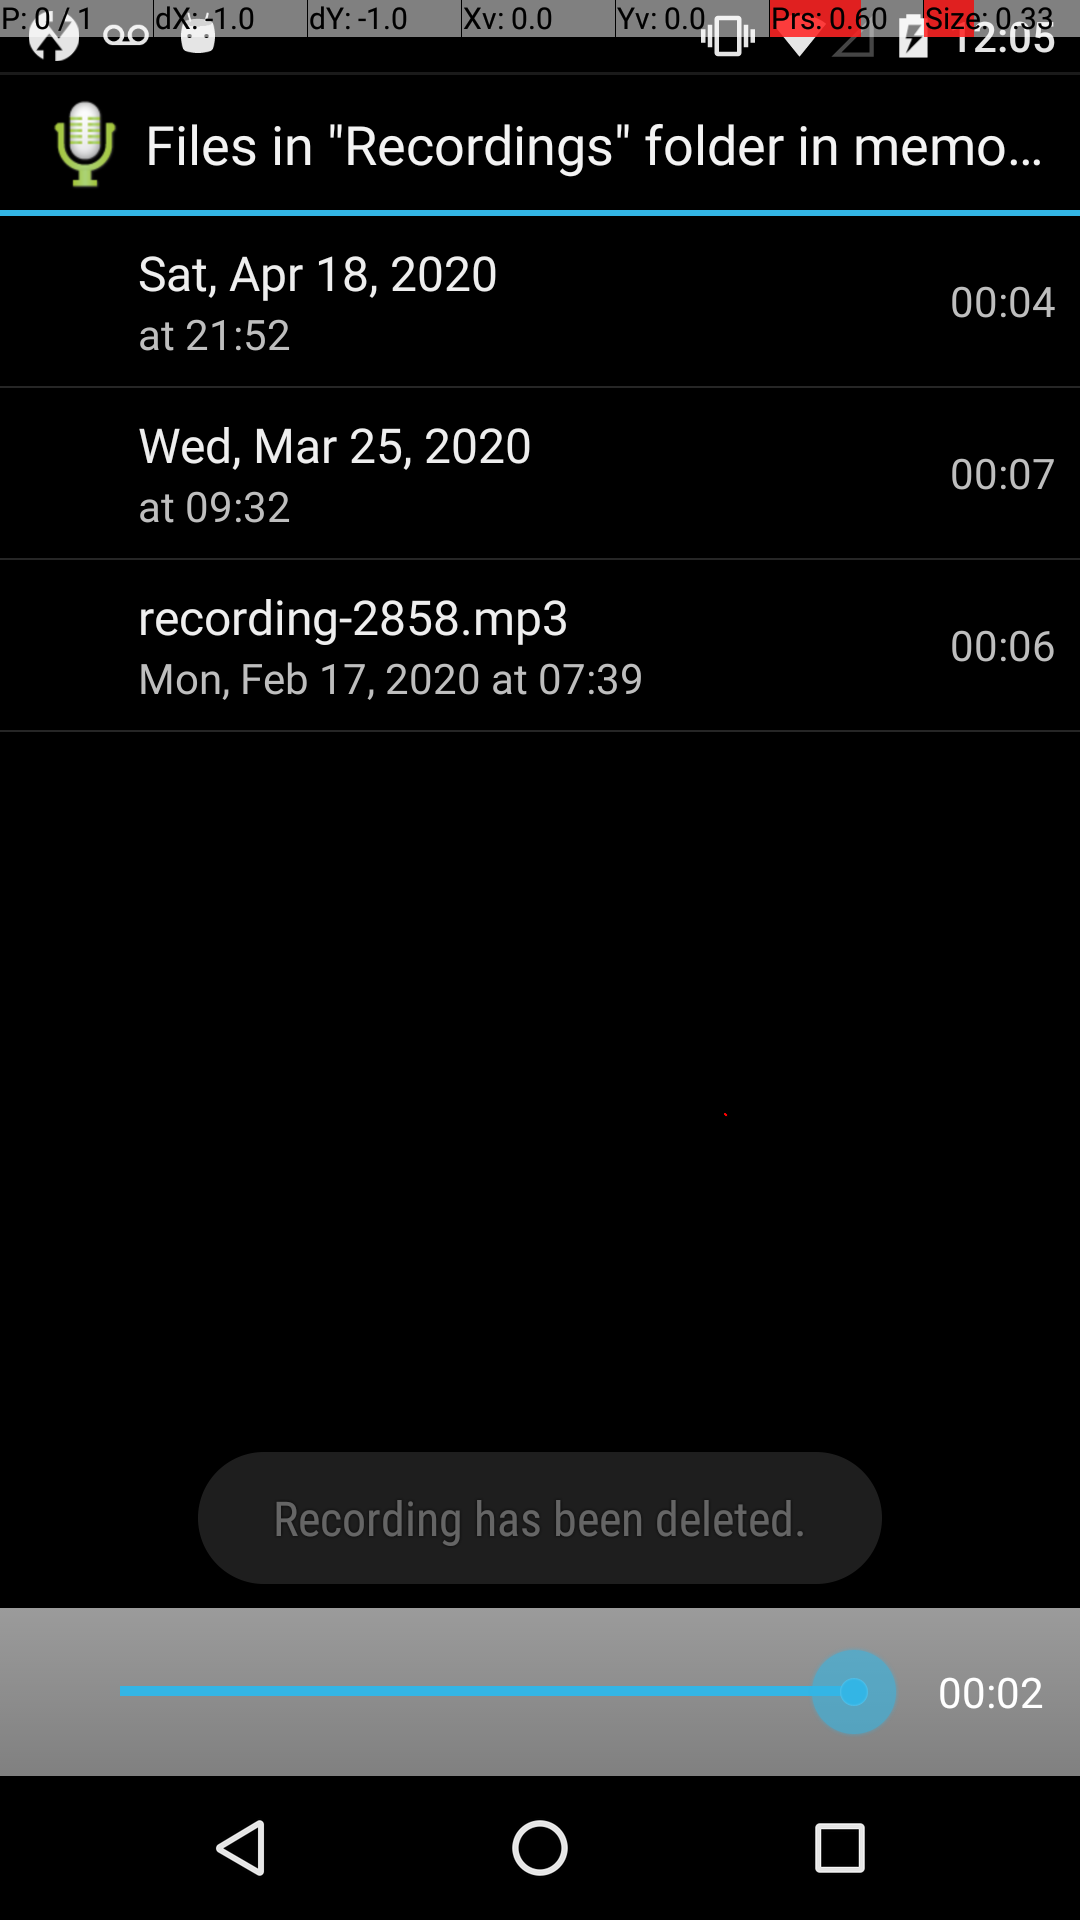 P: 0 / 1 dX: -1.0 dY: -1.0 Xv: 0.0 Yv: 0.0 Prs: 0.60 Size: 0.33
12:05
Files in "Recordings" folder in memo...
Sat, Apr 18, 2020
at 21:52
00:04
Wed, Mar 25, 2020
at 09:32
00:07
recording-2858.mp3
Mon, Feb 17, 2020 at 07:39
00:06
Recording has been deleted.
00:02